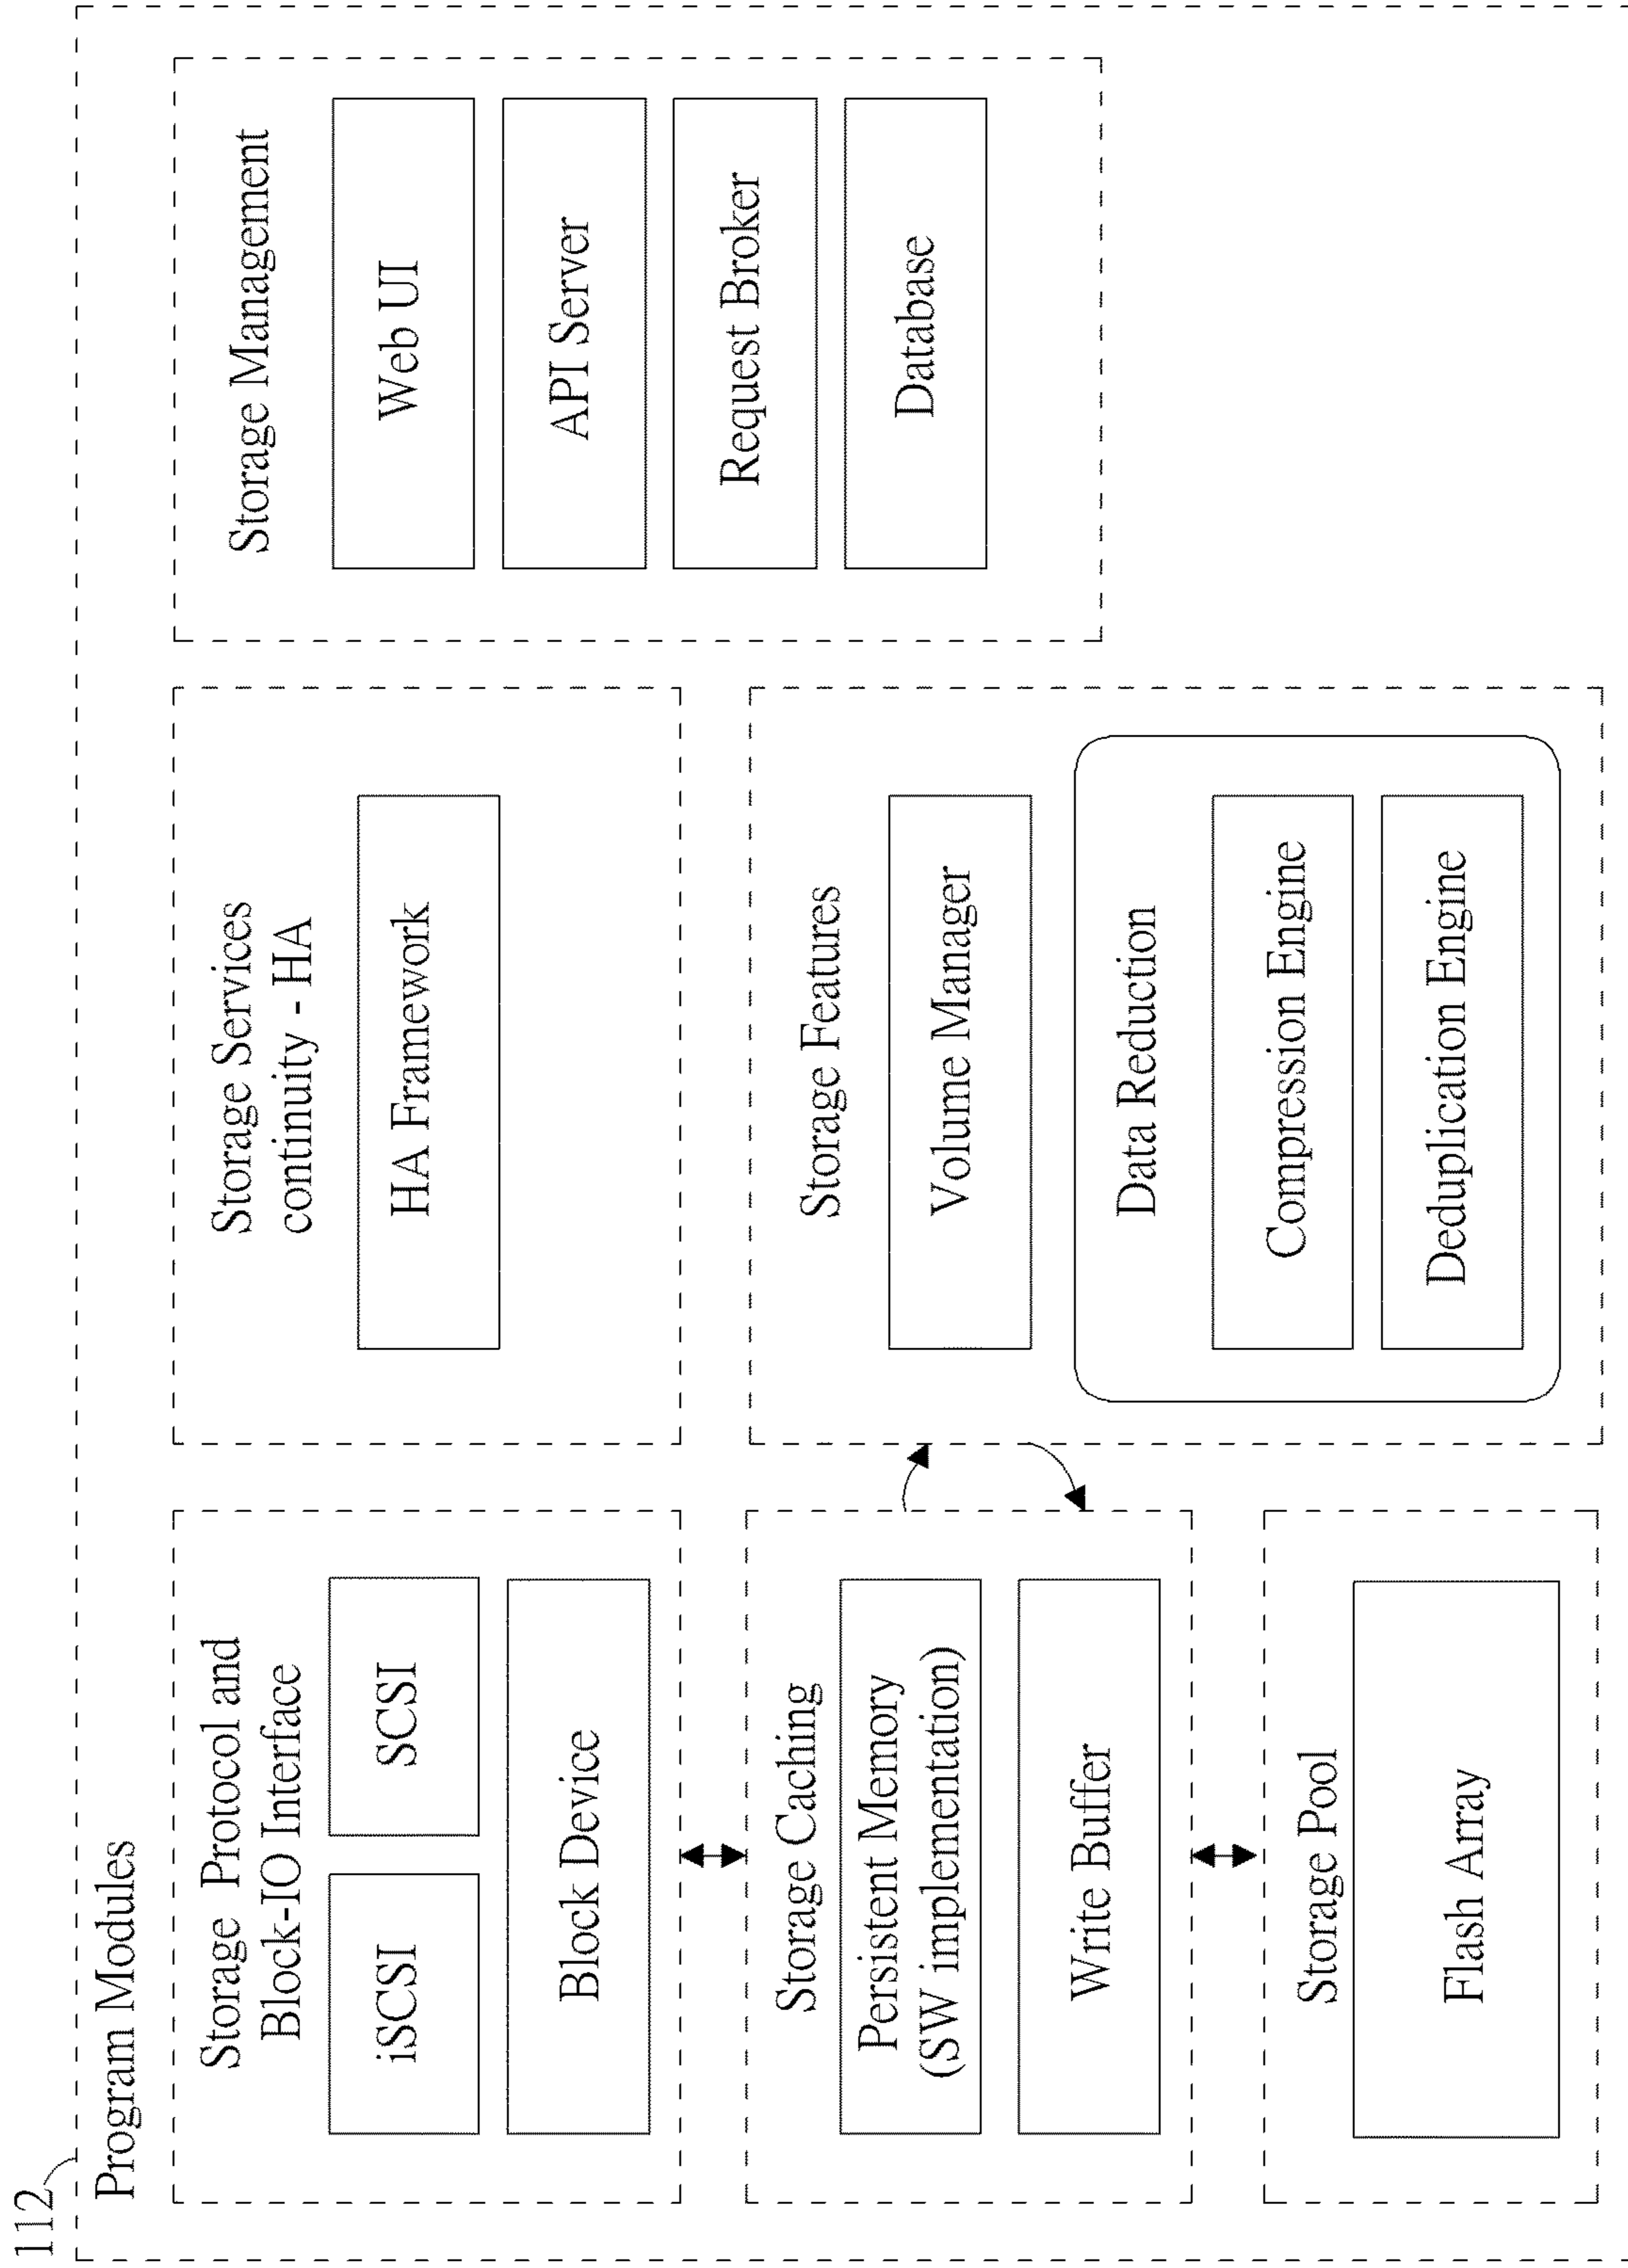 112
Program Modules
Storage Protocol and
Block-IO Interface
iSCSI
SCSI
Block Device
Storage Caching
Persistent Memory
(SW implementation)
Write Buffer
Storage Pool
Flash Array
Storage Services
continuity - HA
HA Framework
Storage Features
Volume Manager
Data Reduction
Compression Engine
Deduplication Engine
Storage Management
Web UI
API Server
Request Broker
Database